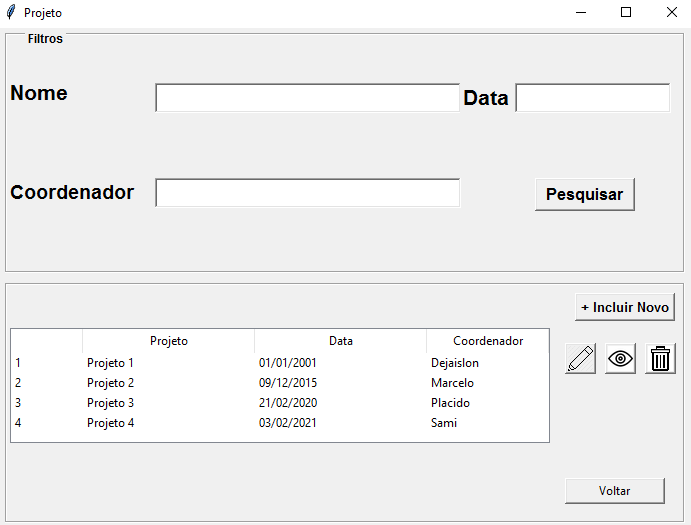 Projeto
Filtros
Nome
Data
Coordenador
Pesquisar
+ Incluir Novo
Projeto Data Coordenador
1 Projeto 1 01/01/2001 Dejaislon
2 Projeto 2 09/12/2015 Marcelo
3 Projeto 3 21/02/2020 Placido
4 Projeto 4 03/02/2021 Sami
Voltar